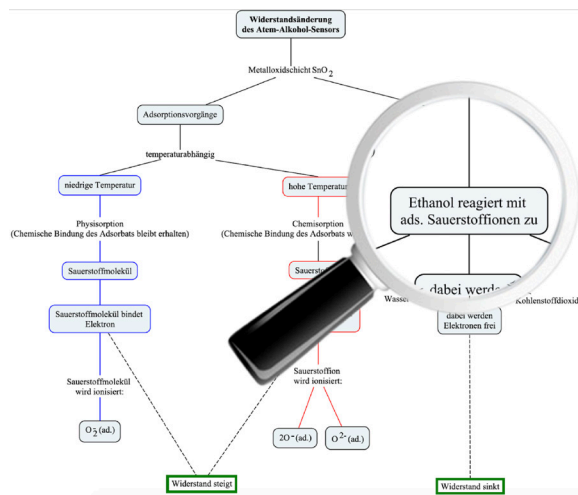 Widerstandsänderung
des Atem-Alkohol-Sensors
Metalloxidschicht SnO2
Adsorptionsvorgänge
temperaturabhängig
niedrige Temperatur
hohe Temperatur
Ethanol reagiert mit
ads. Sauerstoffionen zu
Physisorption
(Chemische Bindung des Adsorbats bleibt erhalten)
Chemisorption
(Chemische Bindung des Adsorbats
Sauerstoffmolekül
dabei
Kohlenstoffdioxid
Sauerstoffmolekül bindet
Elektron
dabei werden
Elektronen frei
Sauerstoffmolekül
wird ionisiert:
Sauerstoffion
wird ionisiert:
O2- (ad.)
2O- (ad.)
O2- (ad.)
Widerstand steigt
Widerstand sinkt